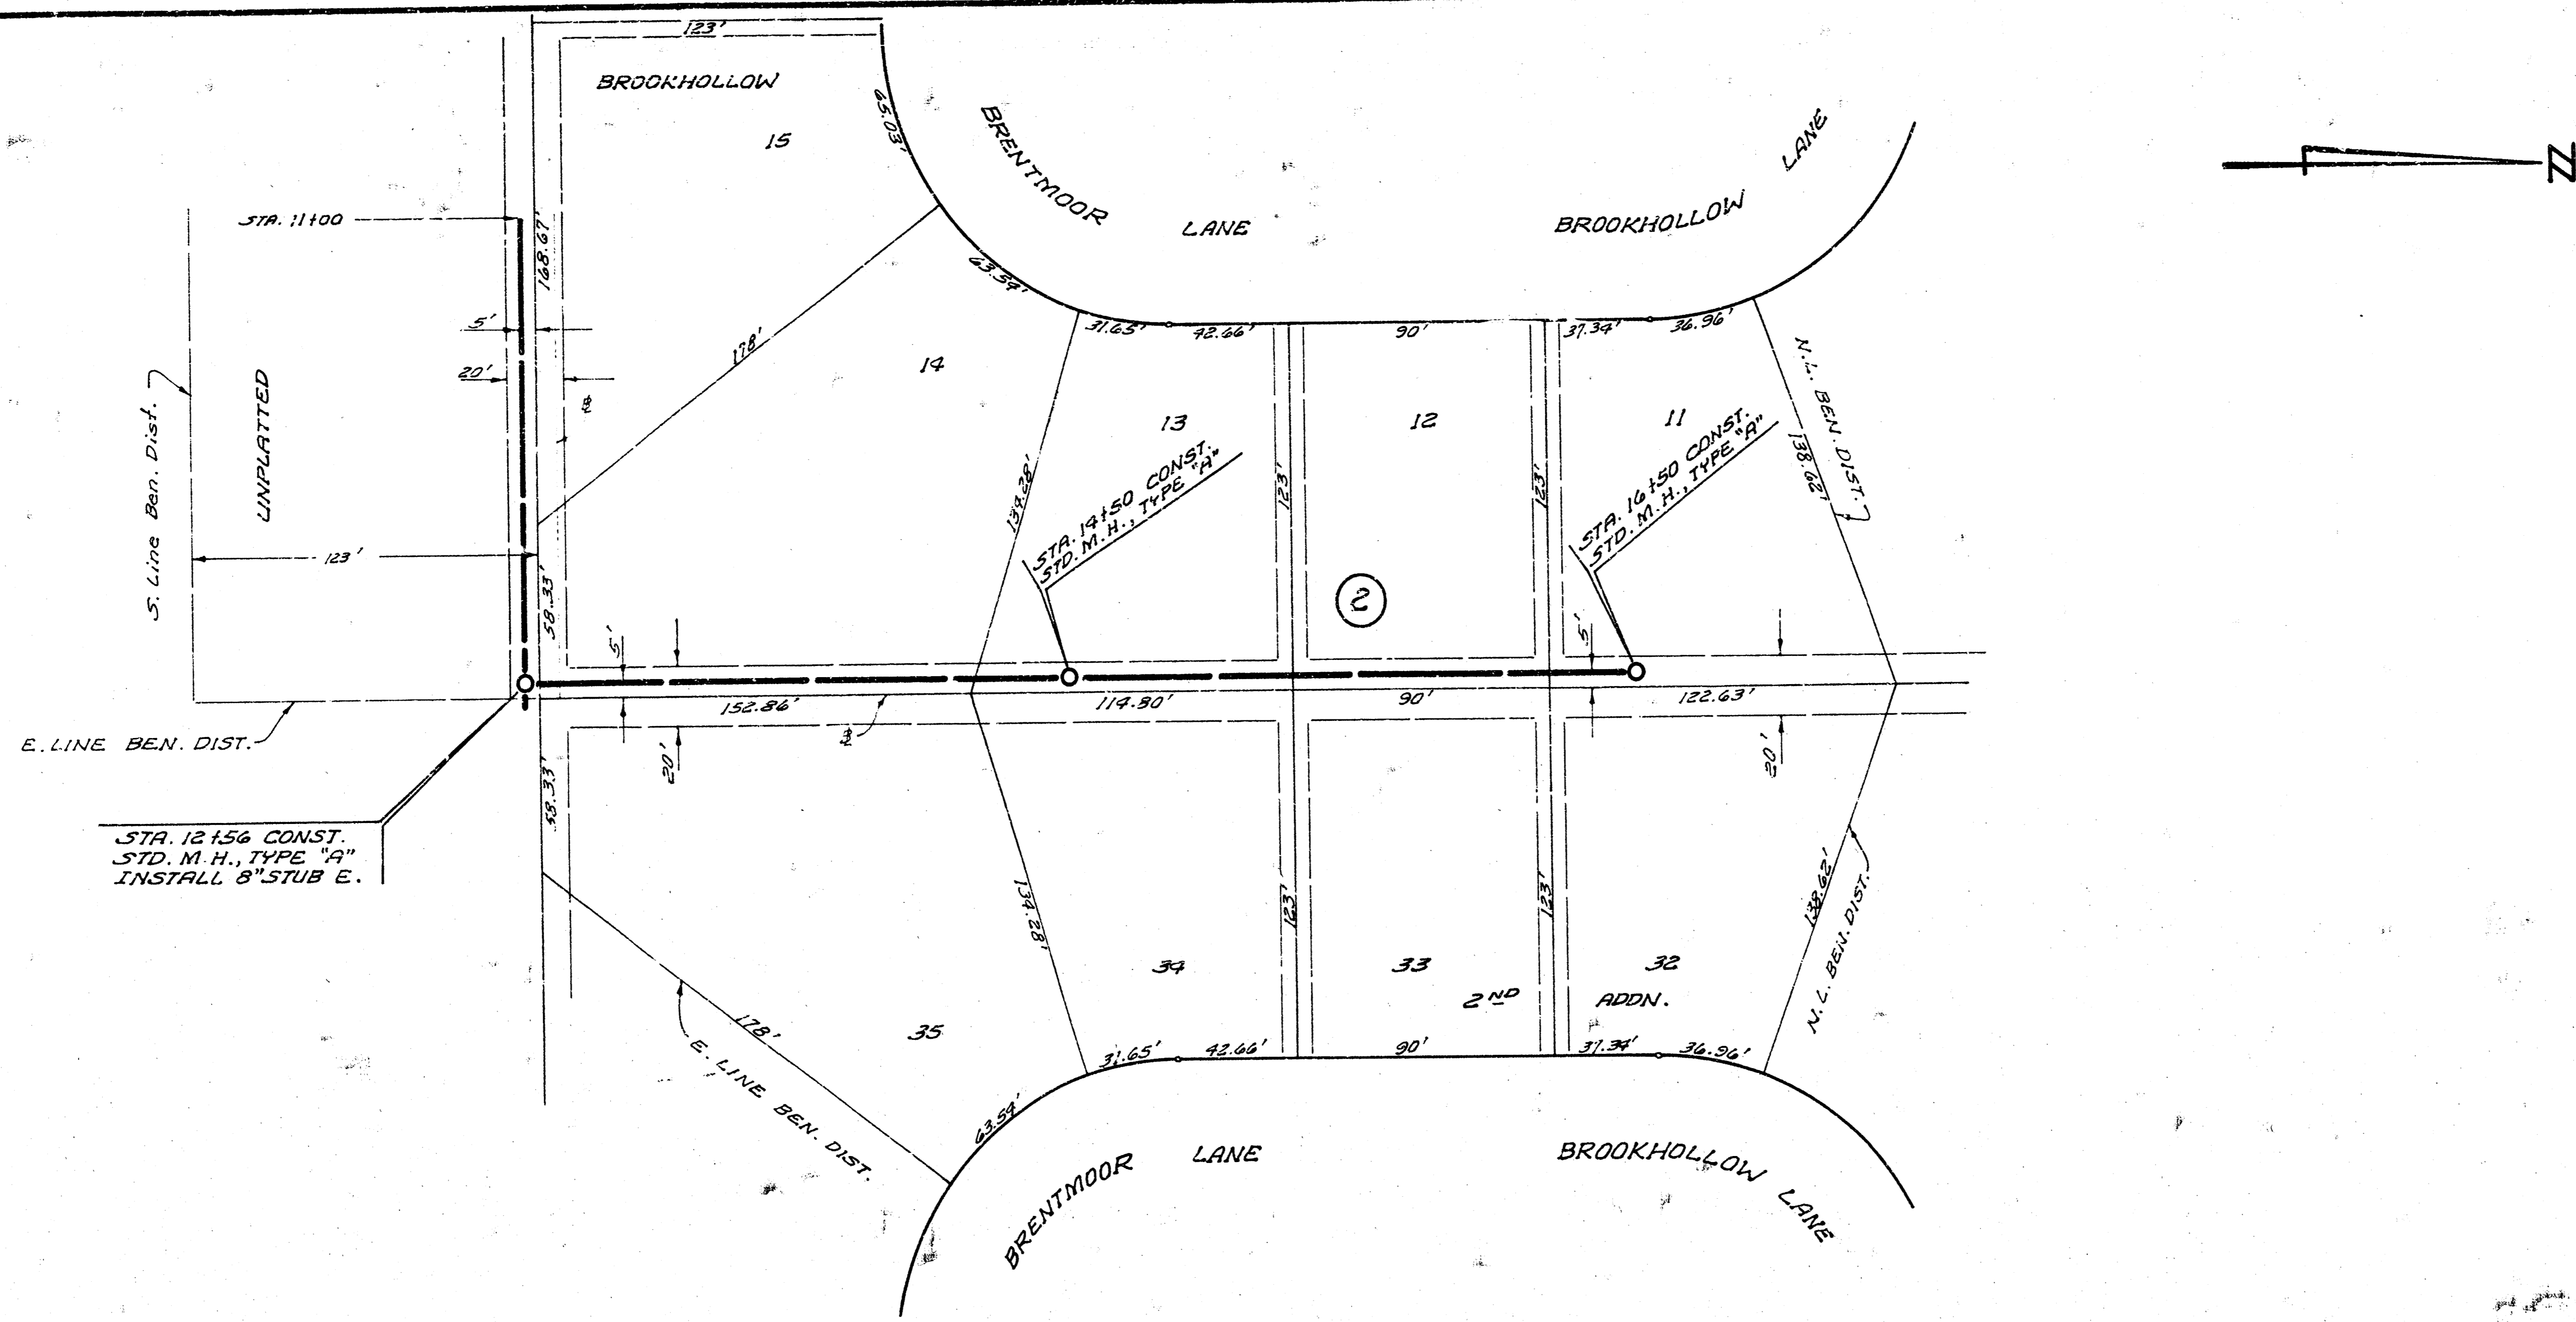 123'
BROOKHOLLOW
15
65.03'
BRENTMOOR
LANE
BROOKHOLLOW
LANE
N
STA. 11+00
168.67'
63.54'
5'
31.65'
42.66'
90'
37.34'
36.96'
178'
14
20'
N.L. BEN. DIST.
S. Line Ben. Dist.
UNPLATTED
13
12
11
138.62'
134.28'
STA. 14+50 CONST.
STD. M.H., TYPE "A"
123'
123'
STA. 16+50 CONST.
STD. M.H., TYPE "A"
123'
58.33'
2
5'
5'
152.86'
114.80'
90'
122.63'
E. LINE BEN. DIST.
20'
20'
58.33'
STA. 12+56 CONST.
STD. M.H., TYPE "A"
INSTALL 8" STUB E.
134.28'
123'
123'
138.62'
N.L. BEN. DIST.
34
33
32
2ND
ADDN.
178'
35
E. LINE BEN. DIST.
31.65'
42.66'
90'
37.34'
36.96'
63.54'
BRENTMOOR
LANE
BROOKHOLLOW
LANE